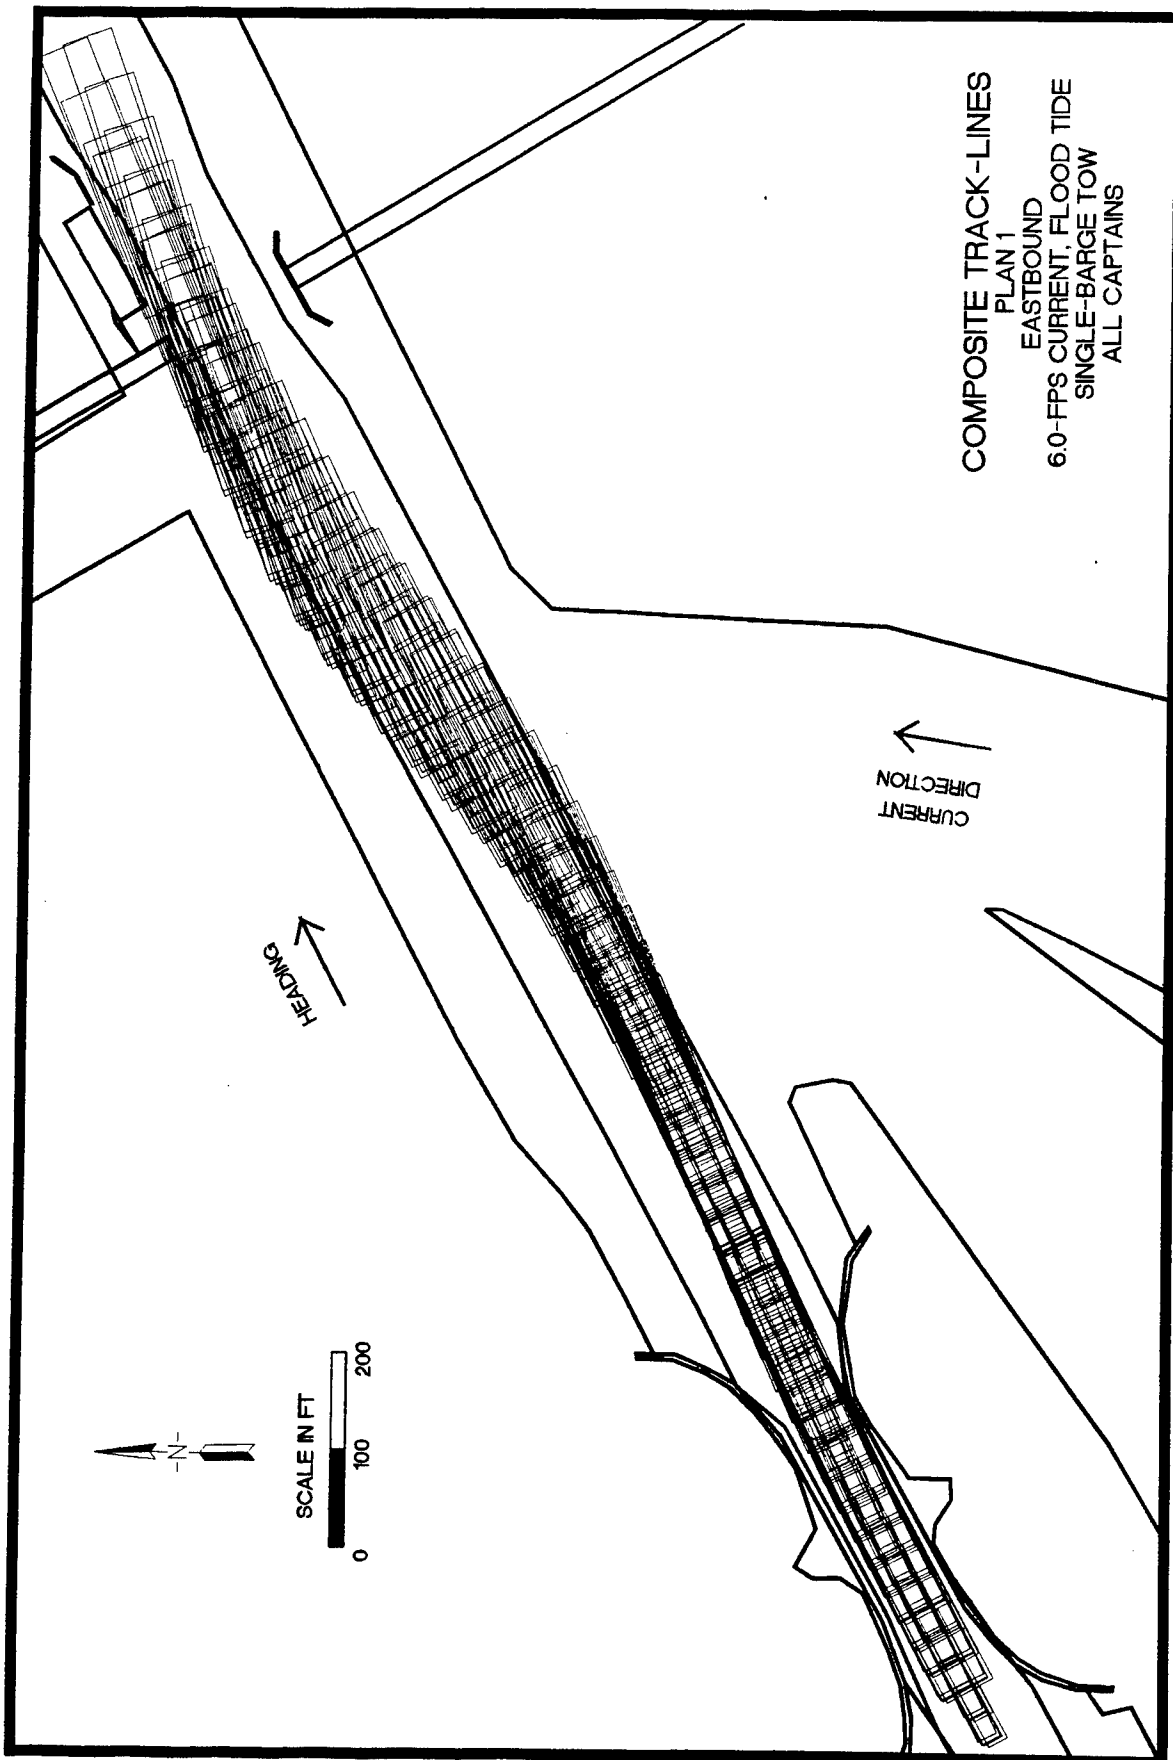 COMPOSITE TRACK-LINES
PLAN 1
EASTBOUND
6.0-FPS CURRENT, FLOOD TIDE
SINGLE-BARGE TOW
ALL CAPTAINS
HEADING
CURRENT
DIRECTION
-N-
SCALE IN FT
0 100 200